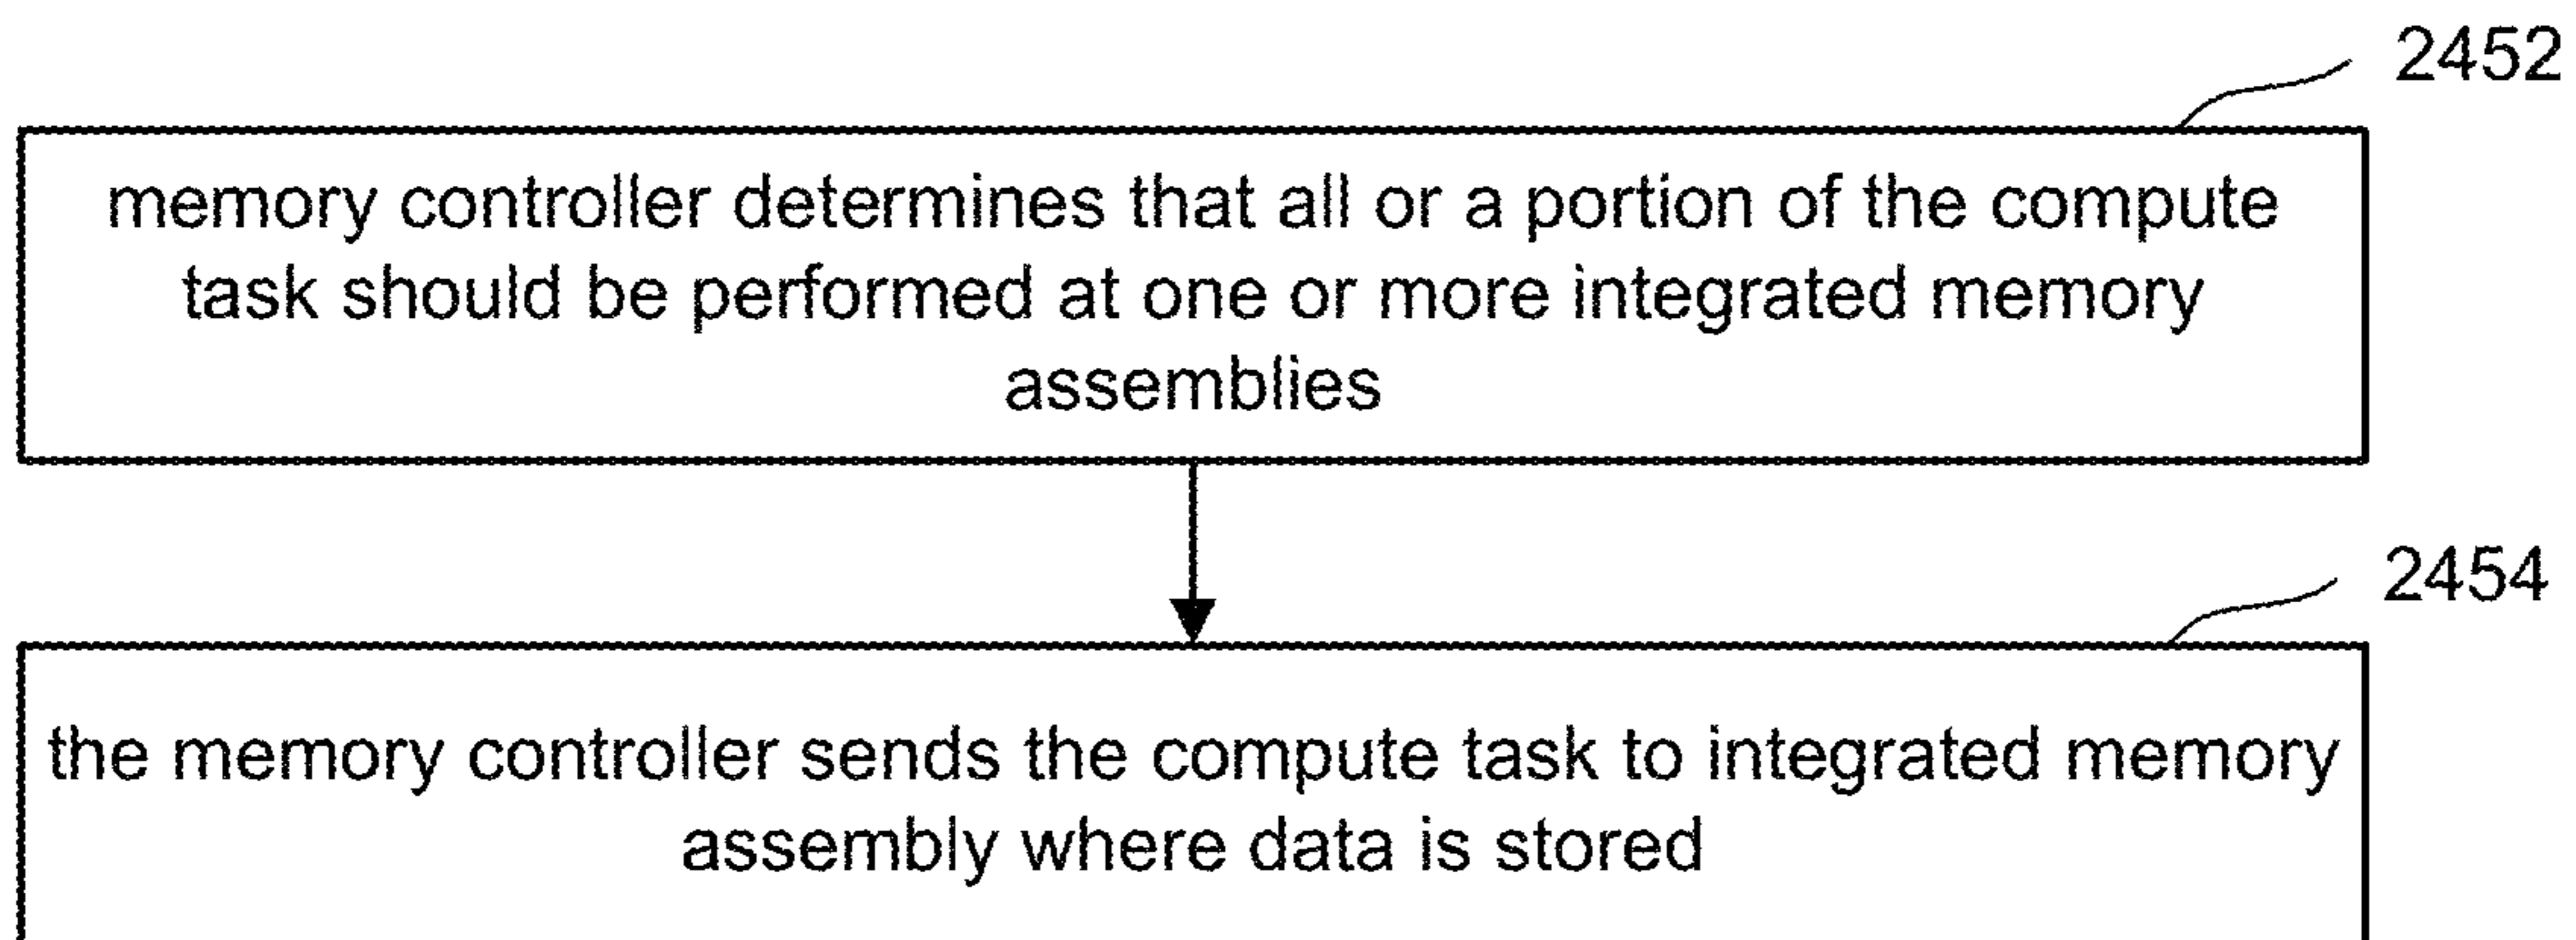 2452
memory controller determines that all or a portion of the compute
task should be performed at one or more integrated memory
assemblies
2454
the memory controller sends the compute task to integrated memory
assembly where data is stored